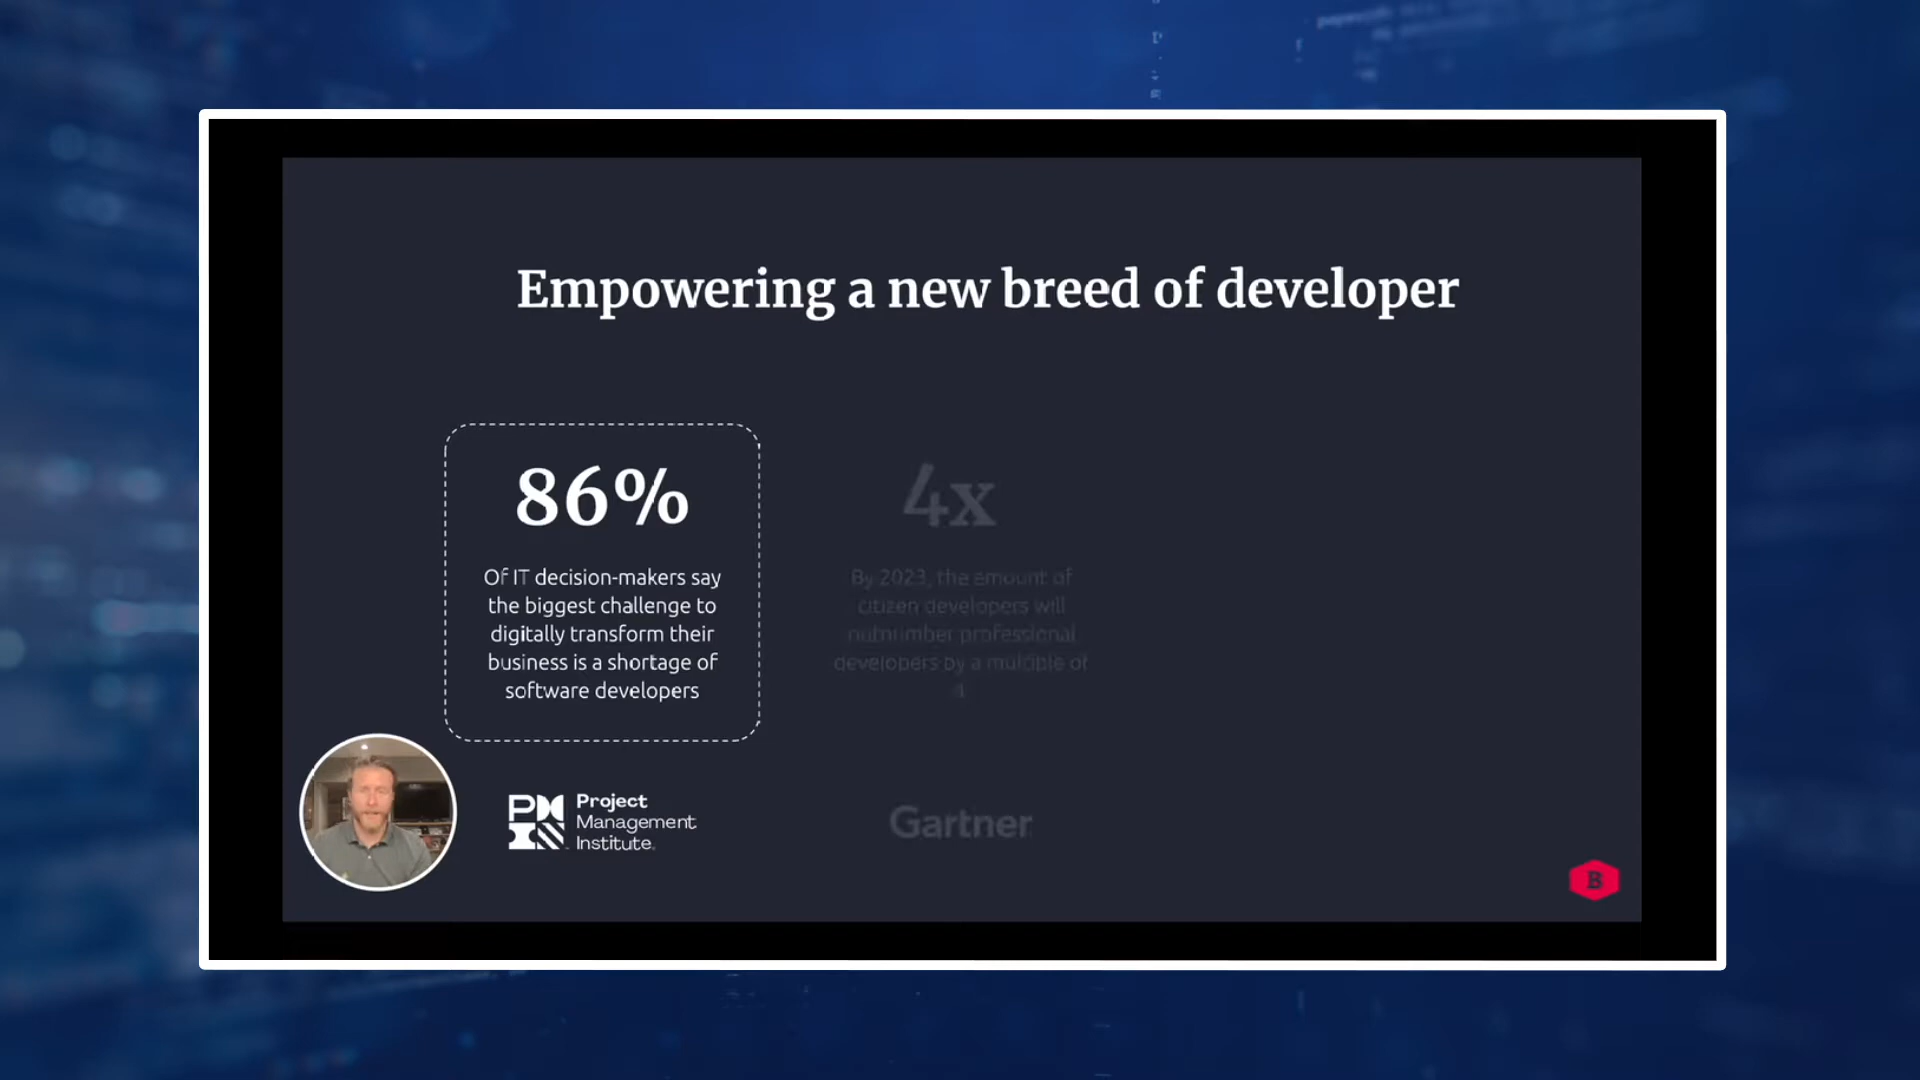 Empowering a new breed of developer
86%
Of IT decision-makers say
the biggest challenge to
digitally transform their
business is a shortage of
software developers
Project
Management
Institute.
4x
By 2023, the amount of
citizen developers will
outnumber professional
developers by a multiple of
4
Gartner
B